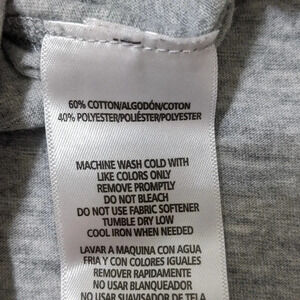 60% COTTON/ALGODÓN/COTON
40% POLYESTER/POLIÉSTER/POLYESTER
MACHINE WASH COLD WITH
LIKE COLORS ONLY
REMOVE PROMPTLY
DO NOT BLEACH
DO NOT USE FABRIC SOFTENER
TUMBLE DRY LOW
COOL IRON WHEN NEEDED
LAVAR A MAQUINA CON AGUA
FRIA Y CON COLORES IGUALES
REMOVER RAPIDAMENTE
NO USAR BLANQUEADOR
NO USAR SUAVISADOR DE TELA